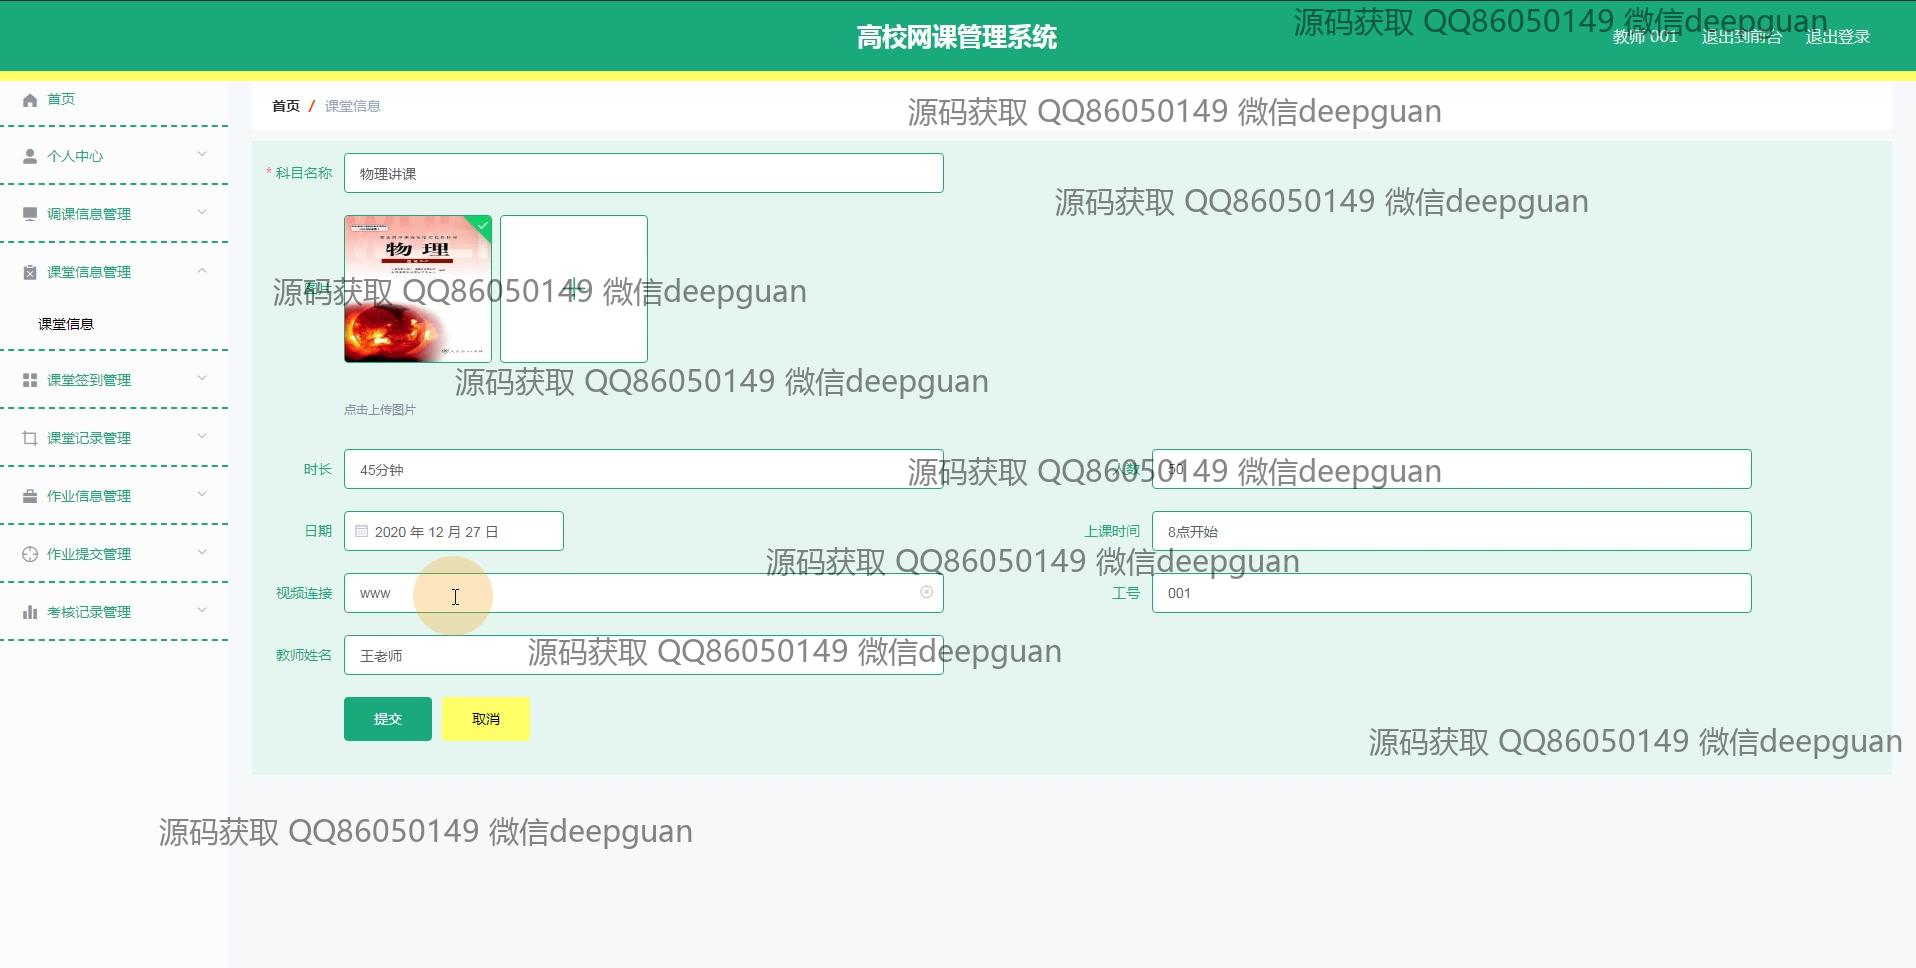 高校网课管理系统
源码获取 QQ86050149 微信deepguan
教师 001 退出到前台 退出登录
首页
首页 / 课堂信息
源码获取 QQ86050149 微信deepguan
个人中心
* 科目名称 物理讲课
源码获取 QQ86050149 微信deepguan
调课信息管理
物 理
课堂信息管理
源码获取 QQ86050149 微信deepguan
课堂信息
课堂签到管理
源码获取 QQ86050149 微信deepguan
点击上传图片
课堂记录管理
时长 45分钟
人数 50
源码获取 QQ86050149 微信deepguan
作业信息管理
日期 2020 年 12 月 27 日
上课时间 8点开始
作业提交管理
源码获取 QQ86050149 微信deepguan
视频连接 www
工号 001
考核记录管理
教师姓名 王老师
源码获取 QQ86050149 微信deepguan
提交 取消
源码获取 QQ86050149 微信deepguan
源码获取 QQ86050149 微信deepguan